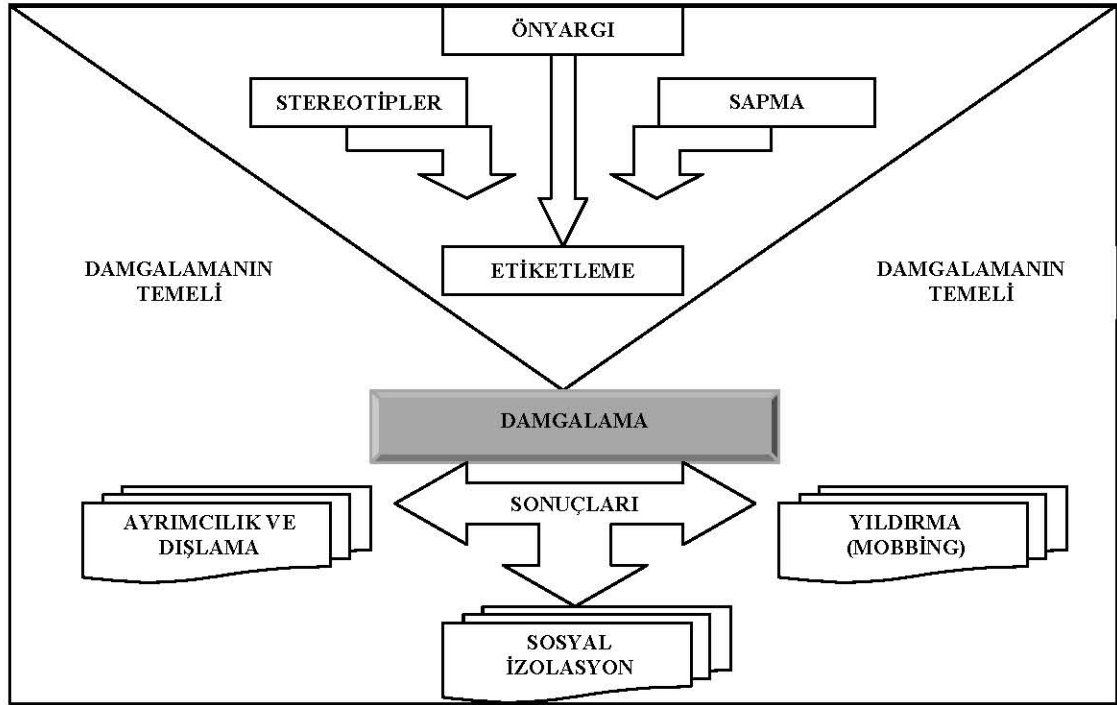 ÖNYARGI
STEREOTİPLER
SAPMA
ETİKETLEME
DAMGALAMANIN
TEMELİ
DAMGALAMANIN
TEMELİ
DAMGALAMA
SONUÇLARI
AYRIMCILIK VE
DIŞLAMA
YILDIRMA
(MOBBİNG)
SOSYAL
İZOLASYON